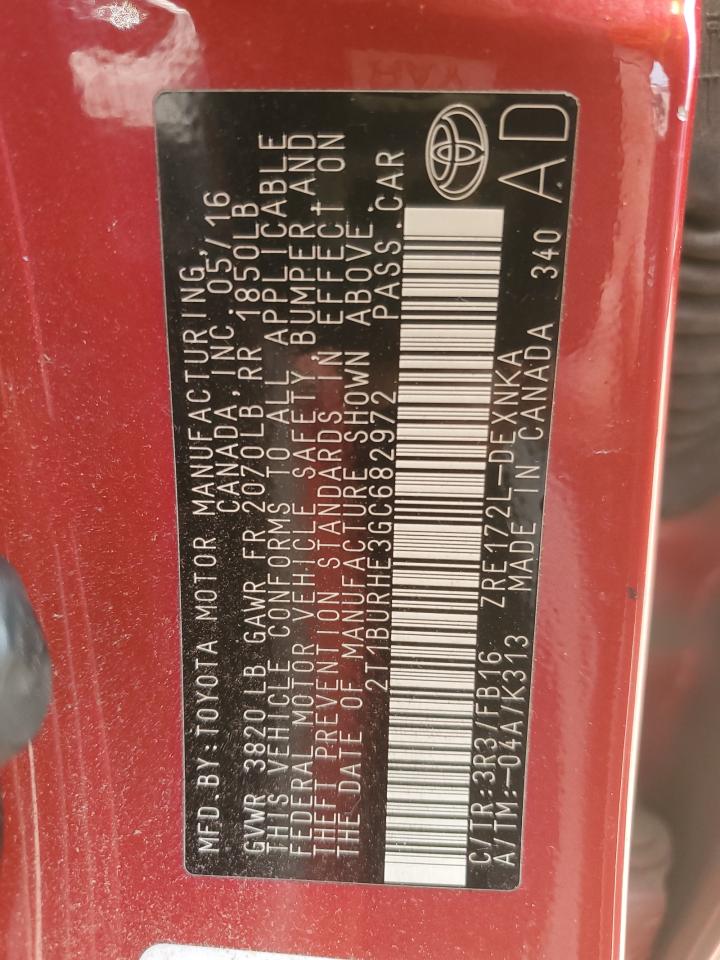 MFD.BY:TOYOTA MOTOR MANUFACTURING,
CANADA,INC.05/16
GVWR 3820LB GAWR FR 2070LB RR 1850LB
THIS VEHICLE CONFORMS TO ALL APPLICABLE
FEDERAL MOTOR VEHICLE SAFETY,BUMPER,AND
THEFT PREVENTION STANDARDS IN EFFECT ON
THE DATE OF MANUFACTURE SHOWN ABOVE.
2T1BURHE3GC682972 PASS.CAR
C/TR:3R3/FB16 ZRE172L-DEXNKA
A/TM:-04A/K313 MADE IN CANADA 340 AD